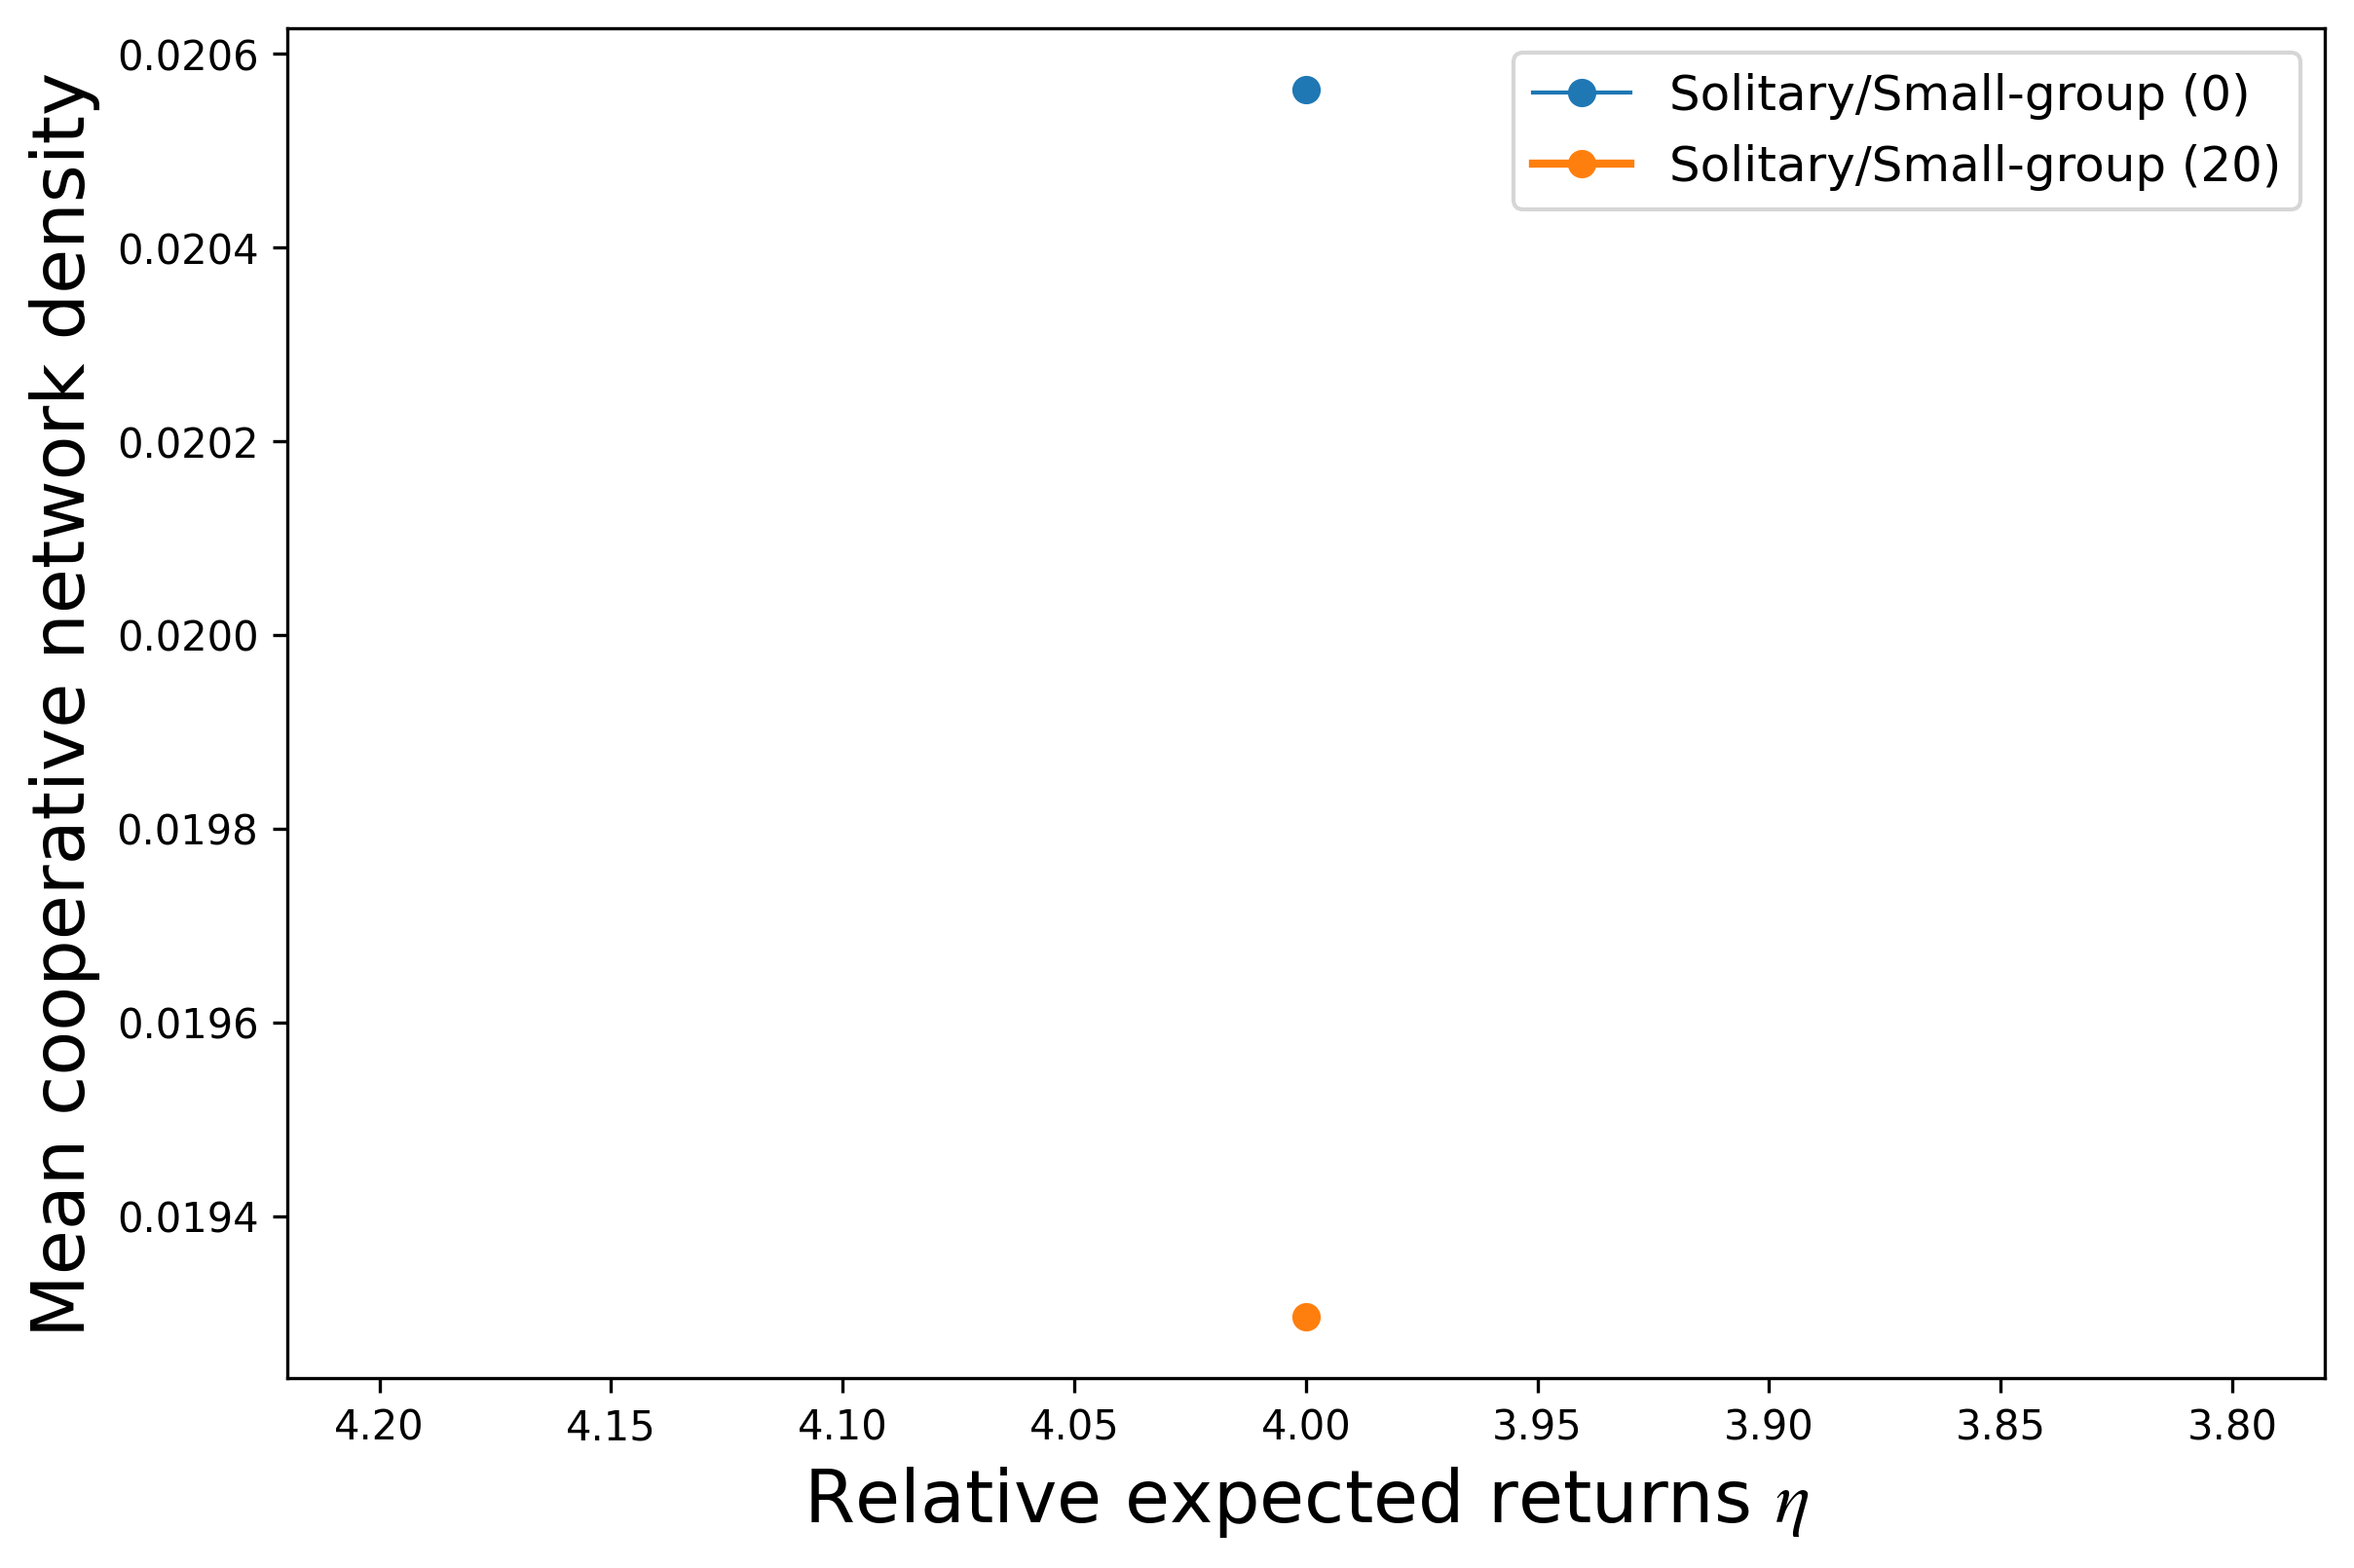 Mean cooperative network density
0.0206
0.0204
0.0202
0.0200
0.0198
0.0196
0.0194
Solitary/Small-group (0)
Solitary/Small-group (20)
4.20 4.15 4.10 4.05 4.00 3.95 3.90 3.85 3.80
Relative expected returns η